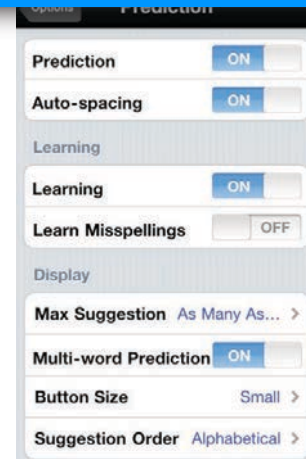 Options Prediction
Prediction ON
Auto-spacing ON
Learning
Learning ON
Learn Misspellings OFF
Display
Max Suggestion As Many As... >
Multi-word Prediction ON
Button Size Small >
Suggestion Order Alphabetical >